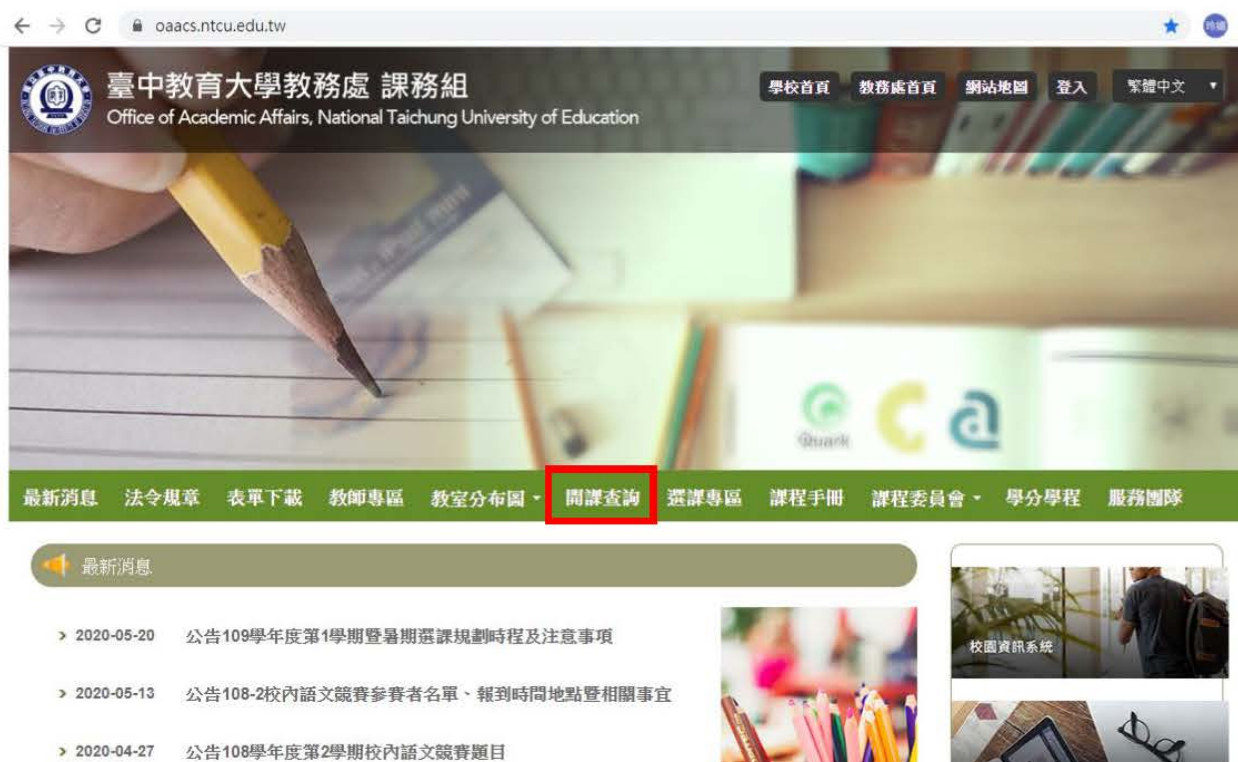 oaacs.ntcu.edu.tw
玲娟
臺中教育大學教務處 課務組
Office of Academic Affairs, National Taichung University of Education
學校首頁 教務處首頁 網站地圖 登入 繁體中文
Quark
ca
最新消息 法令規章 表單下載 教師專區 教室分布圖 開課查詢 選課專區 課程手冊 課程委員會 學分學程 服務團隊
最新消息
2020-05-20 公告109學年度第1學期暨暑期選課規劃時程及注意事項
2020-05-13 公告108-2校內語文競賽參賽者名單、報到時間地點暨相關事宜
2020-04-27 公告108學年度第2學期校內語文競賽題目
校園資訊系統